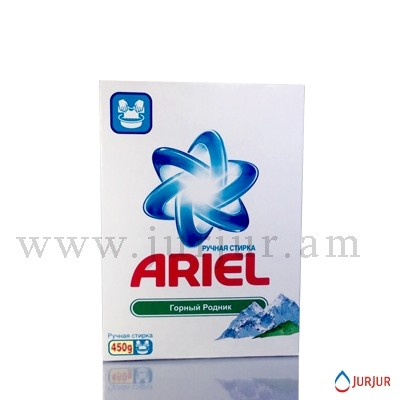 РУЧНАЯ СТИРКА
www.jurjur.am
ARIEL
Горный Родник
Ручная стирка
450g
JURJUR